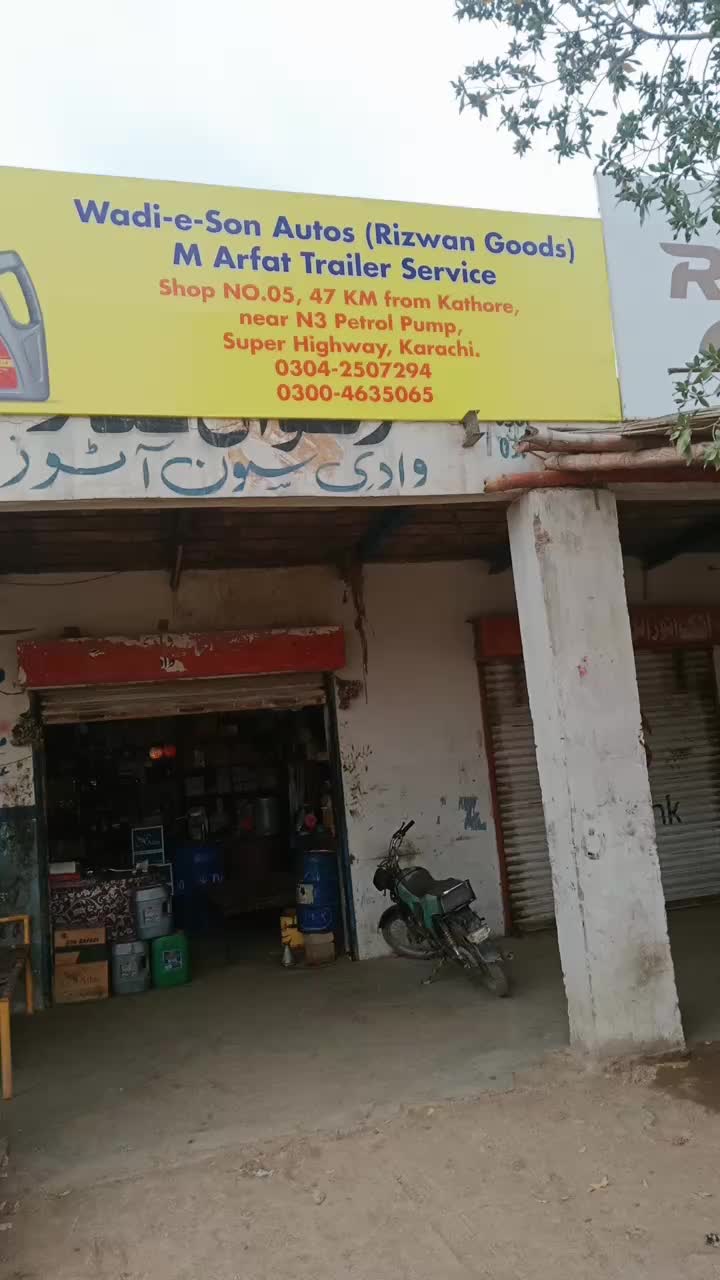 Wadi-e-Son Autos (Rizwan Goods)
M Arfat Trailer Service
Shop NO.05, 47 KM from Kathore,
near N3 Petrol Pump,
Super Highway, Karachi.
0304-2507294
0300-4635065
وادی سون آٹوز